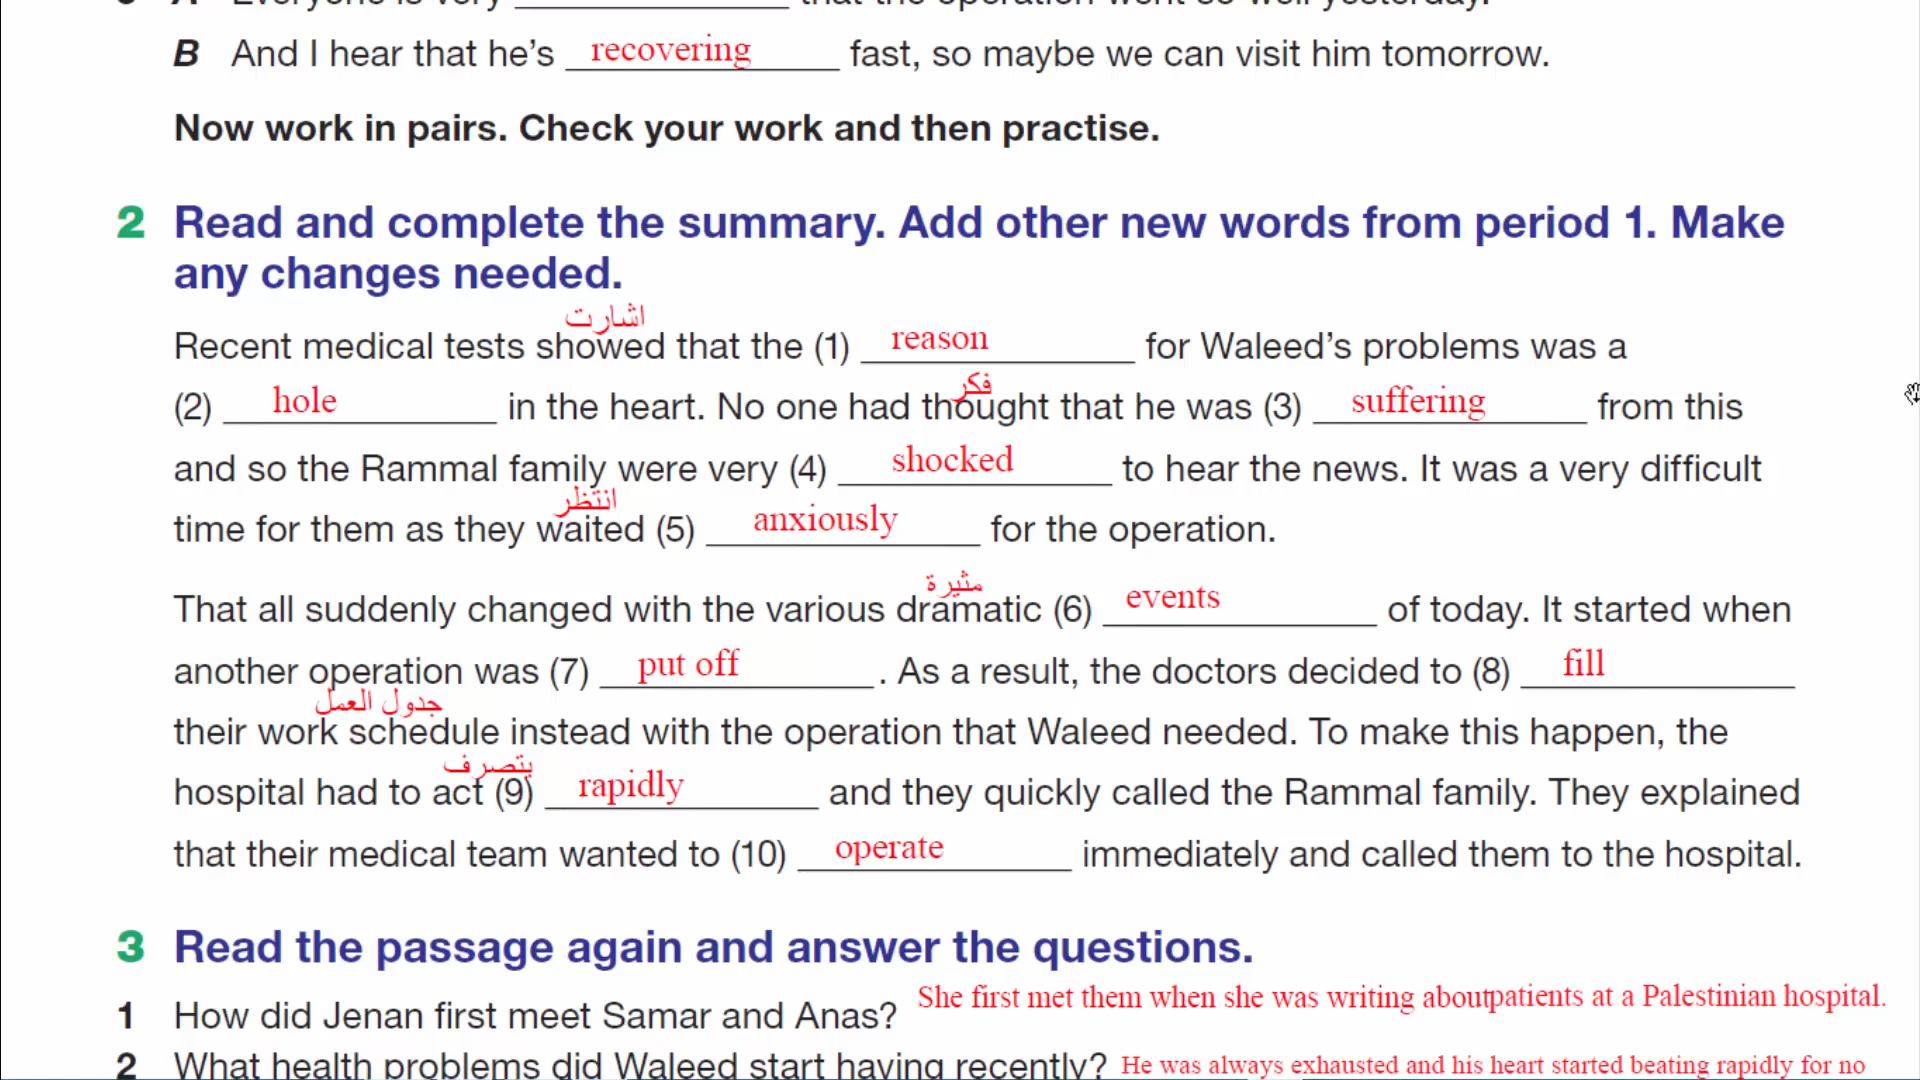 A Everyone is very ______ that the operation went so well yesterday.
B And I hear that he's recovering fast, so maybe we can visit him tomorrow.
Now work in pairs. Check your work and then practise.
2 Read and complete the summary. Add other new words from period 1. Make
any changes needed.
اشارت
Recent medical tests showed that the (1) reason for Waleed's problems was a
فكر
(2) hole in the heart. No one had thought that he was (3) suffering from this
and so the Rammal family were very (4) shocked to hear the news. It was a very difficult
انتظر
time for them as they waited (5) anxiously for the operation.
مثيرة
That all suddenly changed with the various dramatic (6) events of today. It started when
another operation was (7) put off . As a result, the doctors decided to (8) fill
جدول العمل
their work schedule instead with the operation that Waleed needed. To make this happen, the
يتصرف
hospital had to act (9) rapidly and they quickly called the Rammal family. They explained
that their medical team wanted to (10) operate immediately and called them to the hospital.
3 Read the passage again and answer the questions.
1 How did Jenan first meet Samar and Anas? She first met them when she was writing aboutpatients at a Palestinian hospital.
2 What health problems did Waleed start having recently? He was always exhausted and his heart started beating rapidly for no